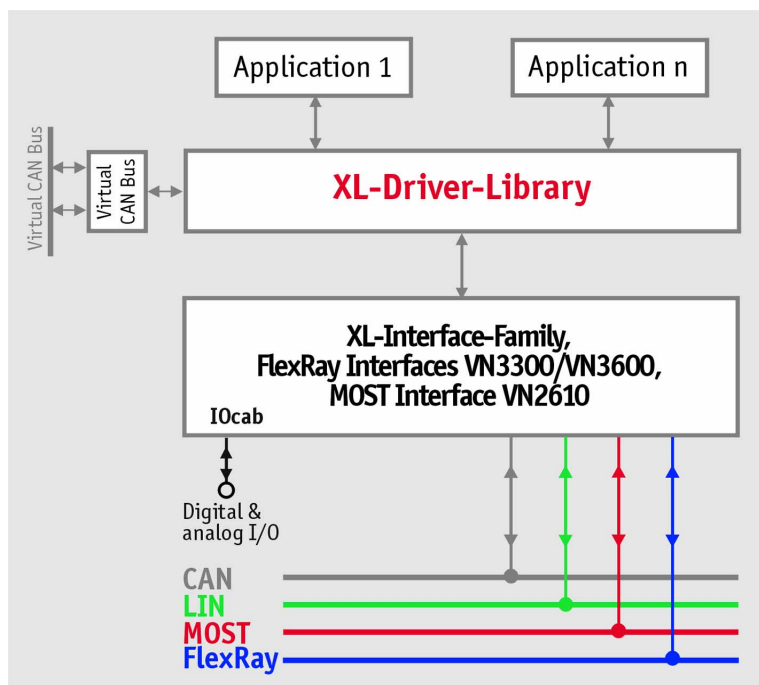 Application 1
Application n
Virtual CAN Bus
Virtual
CAN Bus
XL-Driver-Library
XL-Interface-Family,
FlexRay Interfaces VN3300/VN3600,
MOST Interface VN2610
IOcab
Digital &
analog I/O
CAN
LIN
MOST
FlexRay